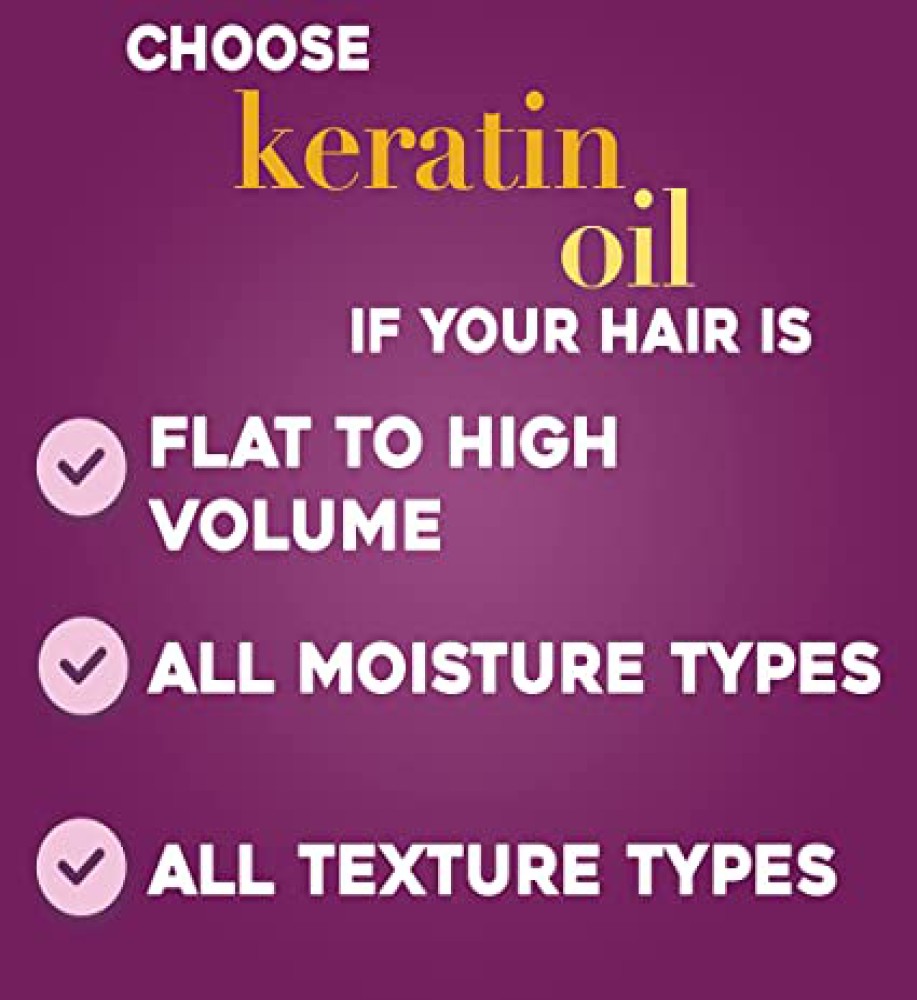 CHOOSE
keratin
oil
IF YOUR HAIR IS
FLAT TO HIGH
VOLUME
ALL MOISTURE TYPES
ALL TEXTURE TYPES